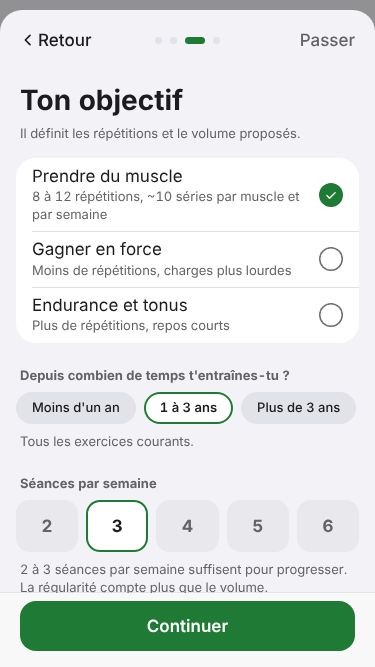 Retour
Passer
Ton objectif
Il définit les répétitions et le volume proposés.
Prendre du muscle
8 à 12 répétitions, ~10 séries par muscle et
par semaine
Gagner en force
Moins de répétitions, charges plus lourdes
Endurance et tonus
Plus de répétitions, repos courts
Depuis combien de temps t'entraînes-tu ?
Moins d'un an
1 à 3 ans
Plus de 3 ans
Tous les exercices courants.
Séances par semaine
2
3
4
5
6
2 à 3 séances par semaine suffisent pour progresser.
La régularité compte plus que le volume.
Continuer